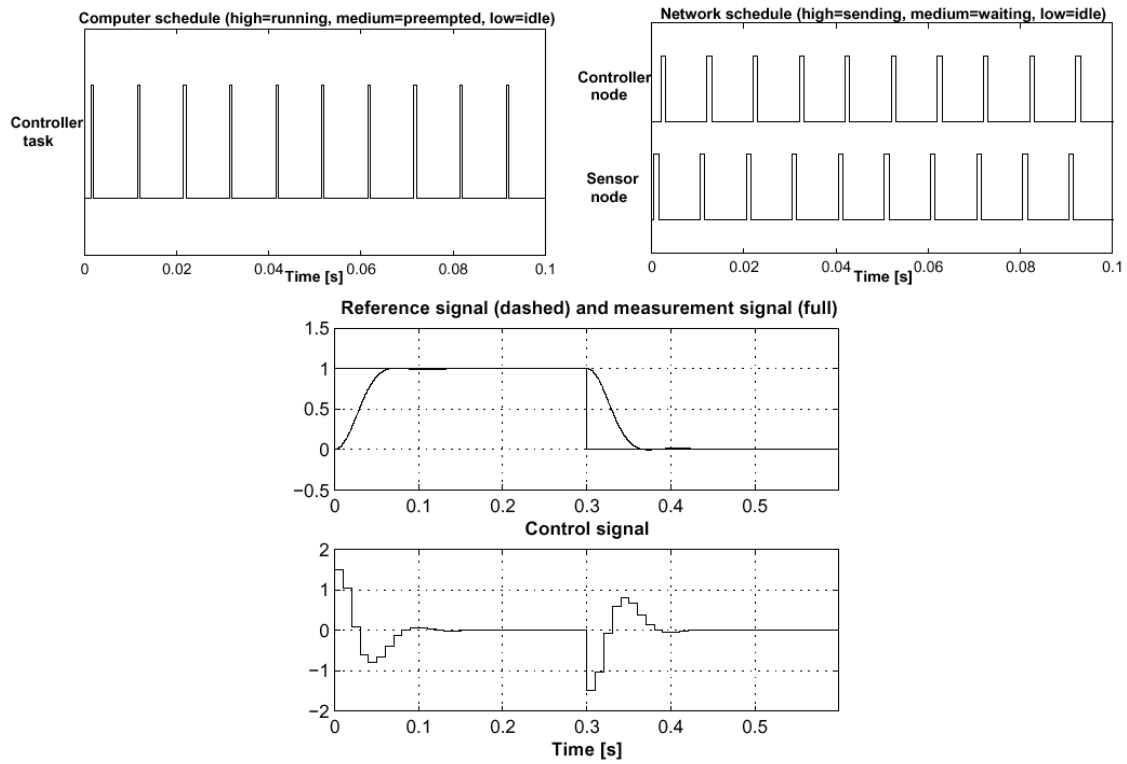 Computer schedule (high=running, medium=preempted, low=idle)
Controller
task
0
0.02
0.04
0.06
0.08
0.1
Time [s]
Network schedule (high=sending, medium=waiting, low=idle)
Controller
node
Sensor
node
0
0.02
0.04
0.06
0.08
0.1
Time [s]
Reference signal (dashed) and measurement signal (full)
1.5
1
0.5
0
−0.5
0
0.1
0.2
0.3
0.4
0.5
Control signal
2
1
0
−1
−2
0
0.1
0.2
0.3
0.4
0.5
Time [s]